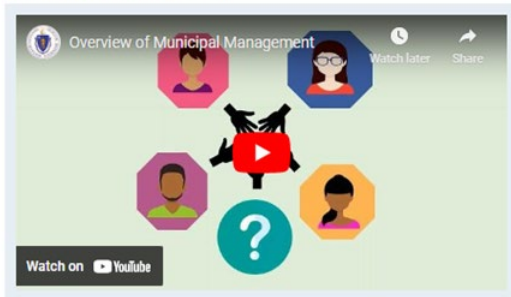 Overview of Municipal Management
Watch later
Share
?
Watch on YouTube